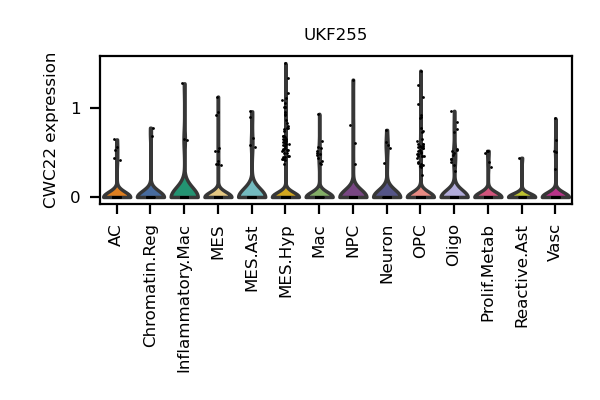 UKF255
CWC22 expression
1
0
AC
Chromatin.Reg
Inflammatory.Mac
MES
MES.Ast
MES.Hyp
Mac
NPC
Neuron
OPC
Oligo
Prolif.Metab
Reactive.Ast
Vasc